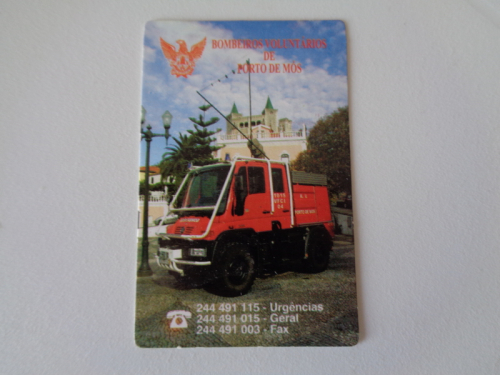 BOMBEIROS VOLUNTÁRIOS
DE
PORTO DE MÓS
244 491 115 - Urgências
244 491 015 - Geral
244 491 003 - Fax